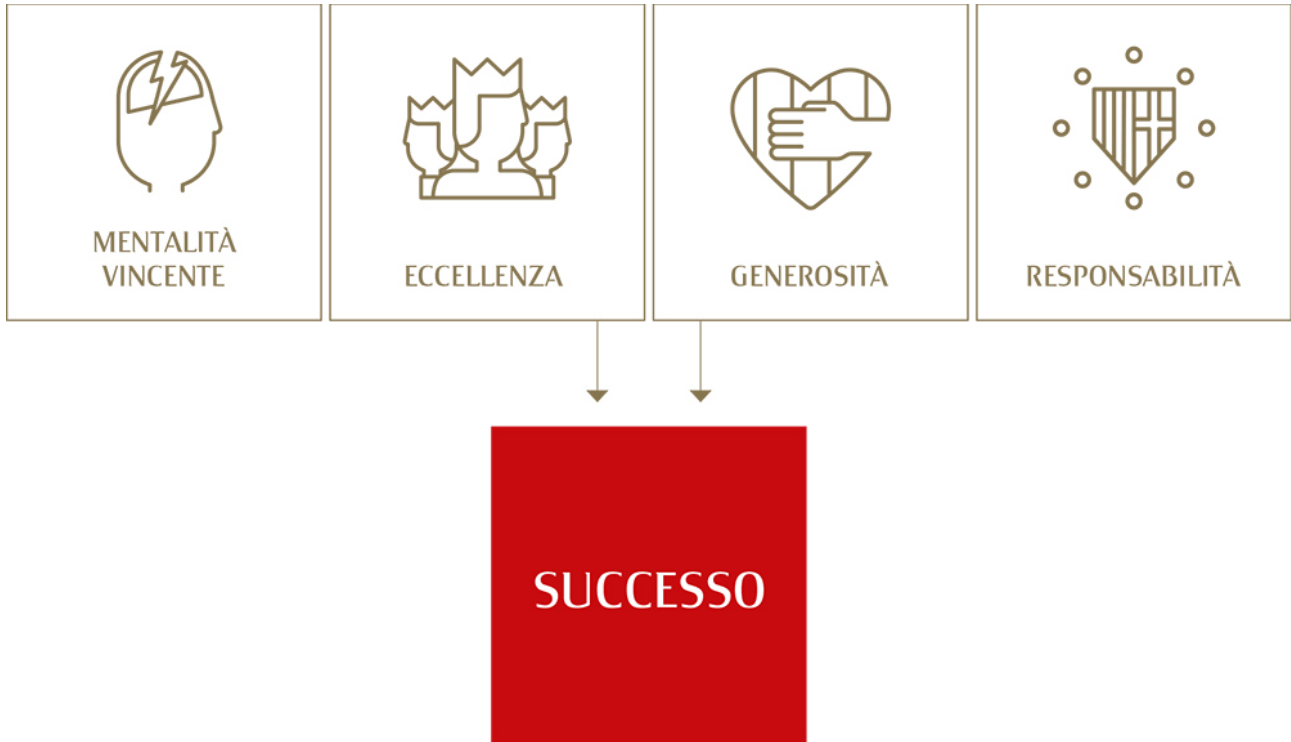 MENTALITÀ
VINCENTE
ECCELLENZA
GENEROSITÀ
RESPONSABILITÀ
SUCCESSO